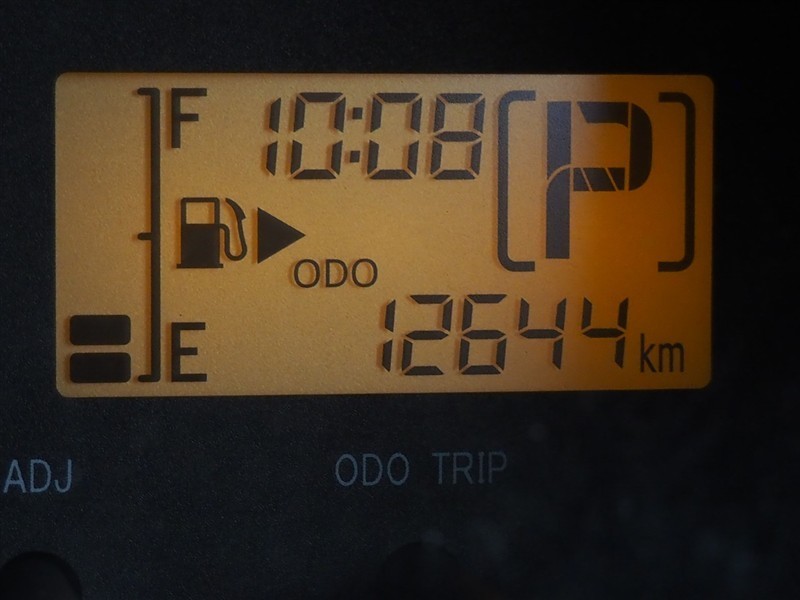 F 10:08 [P]
ODO
E 12644 km
ADJ ODO TRIP